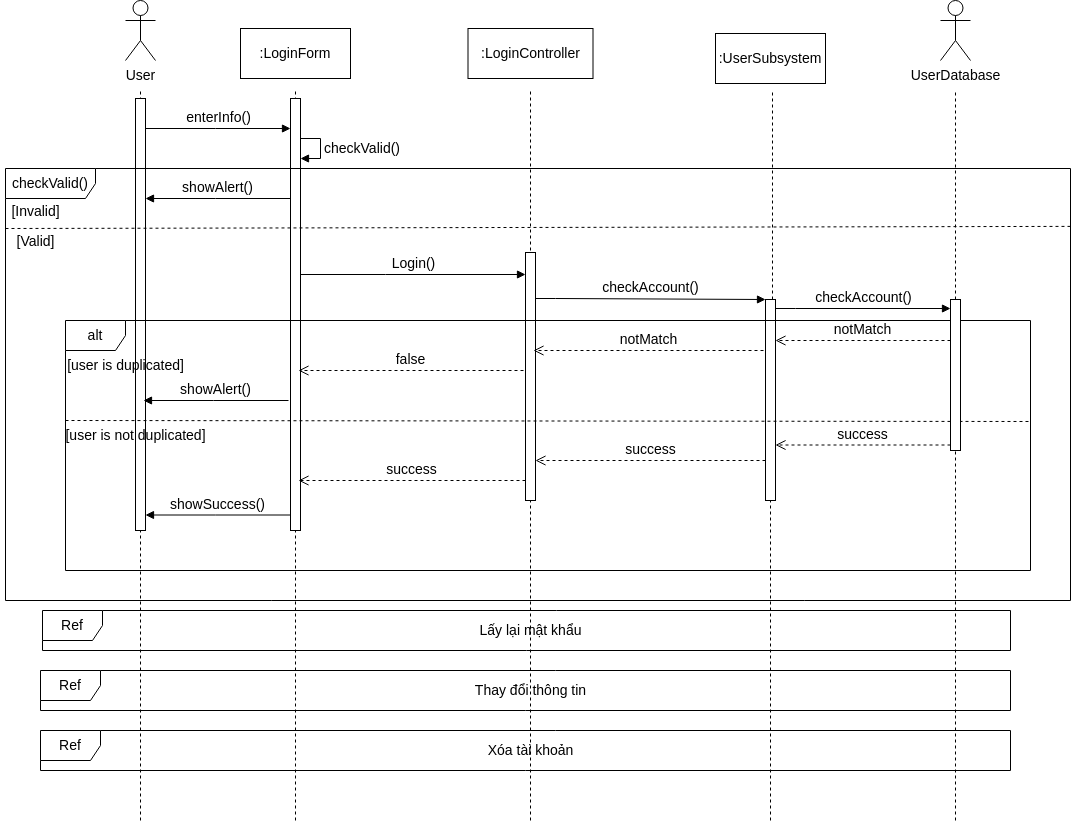 User
:LoginForm
:LoginController
:UserSubsystem
UserDatabase
enterInfo()
checkValid()
checkValid()
showAlert()
[Invalid]
[Valid]
Login()
checkAccount()
checkAccount()
alt
notMatch
notMatch
false
[user is duplicated]
showAlert()
[user is not duplicated]
success
success
success
showSuccess()
Ref
Lấy lại mật khẩu
Ref
Thay đổi thông tin
Ref
Xóa tài khoản